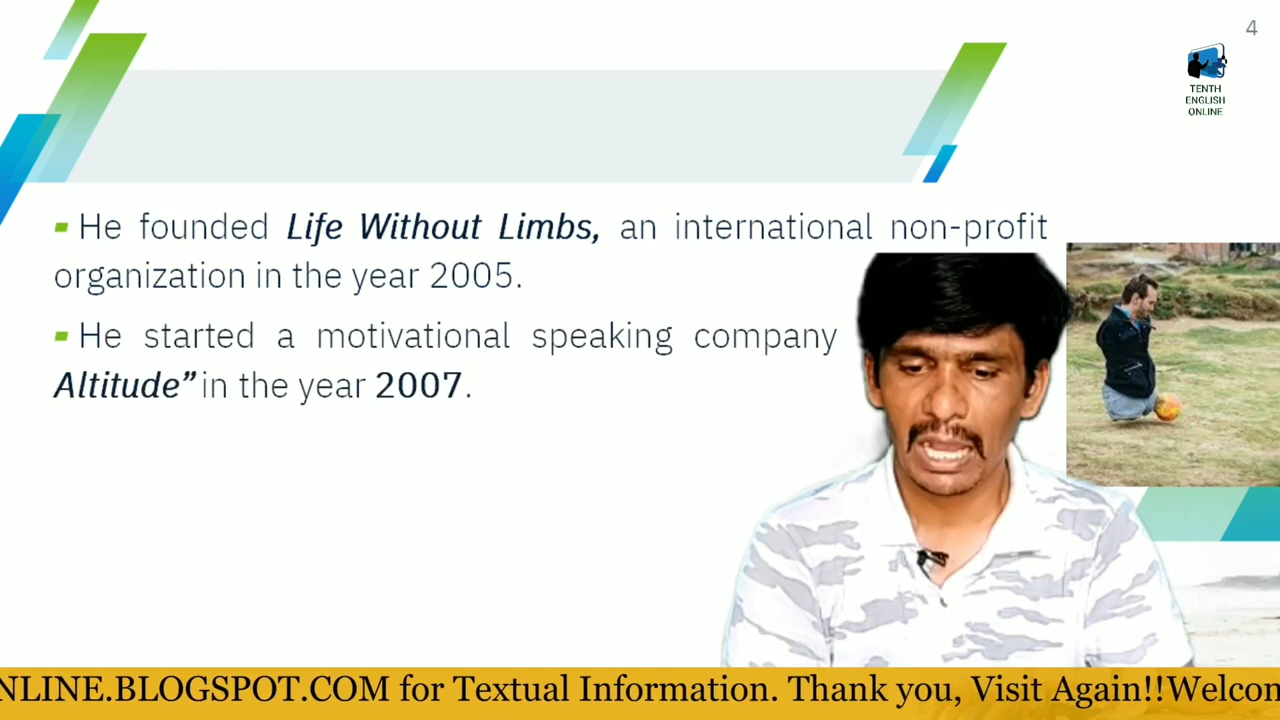 4
TENTH
ENGLISH
ONLINE
▪ He founded Life Without Limbs, an international non-profit
organization in the year 2005.
▪ He started a motivational speaking company
Altitude” in the year 2007.
NLINE.BLOGSPOT.COM for Textual Information. Thank you, Visit Again!!Welcon